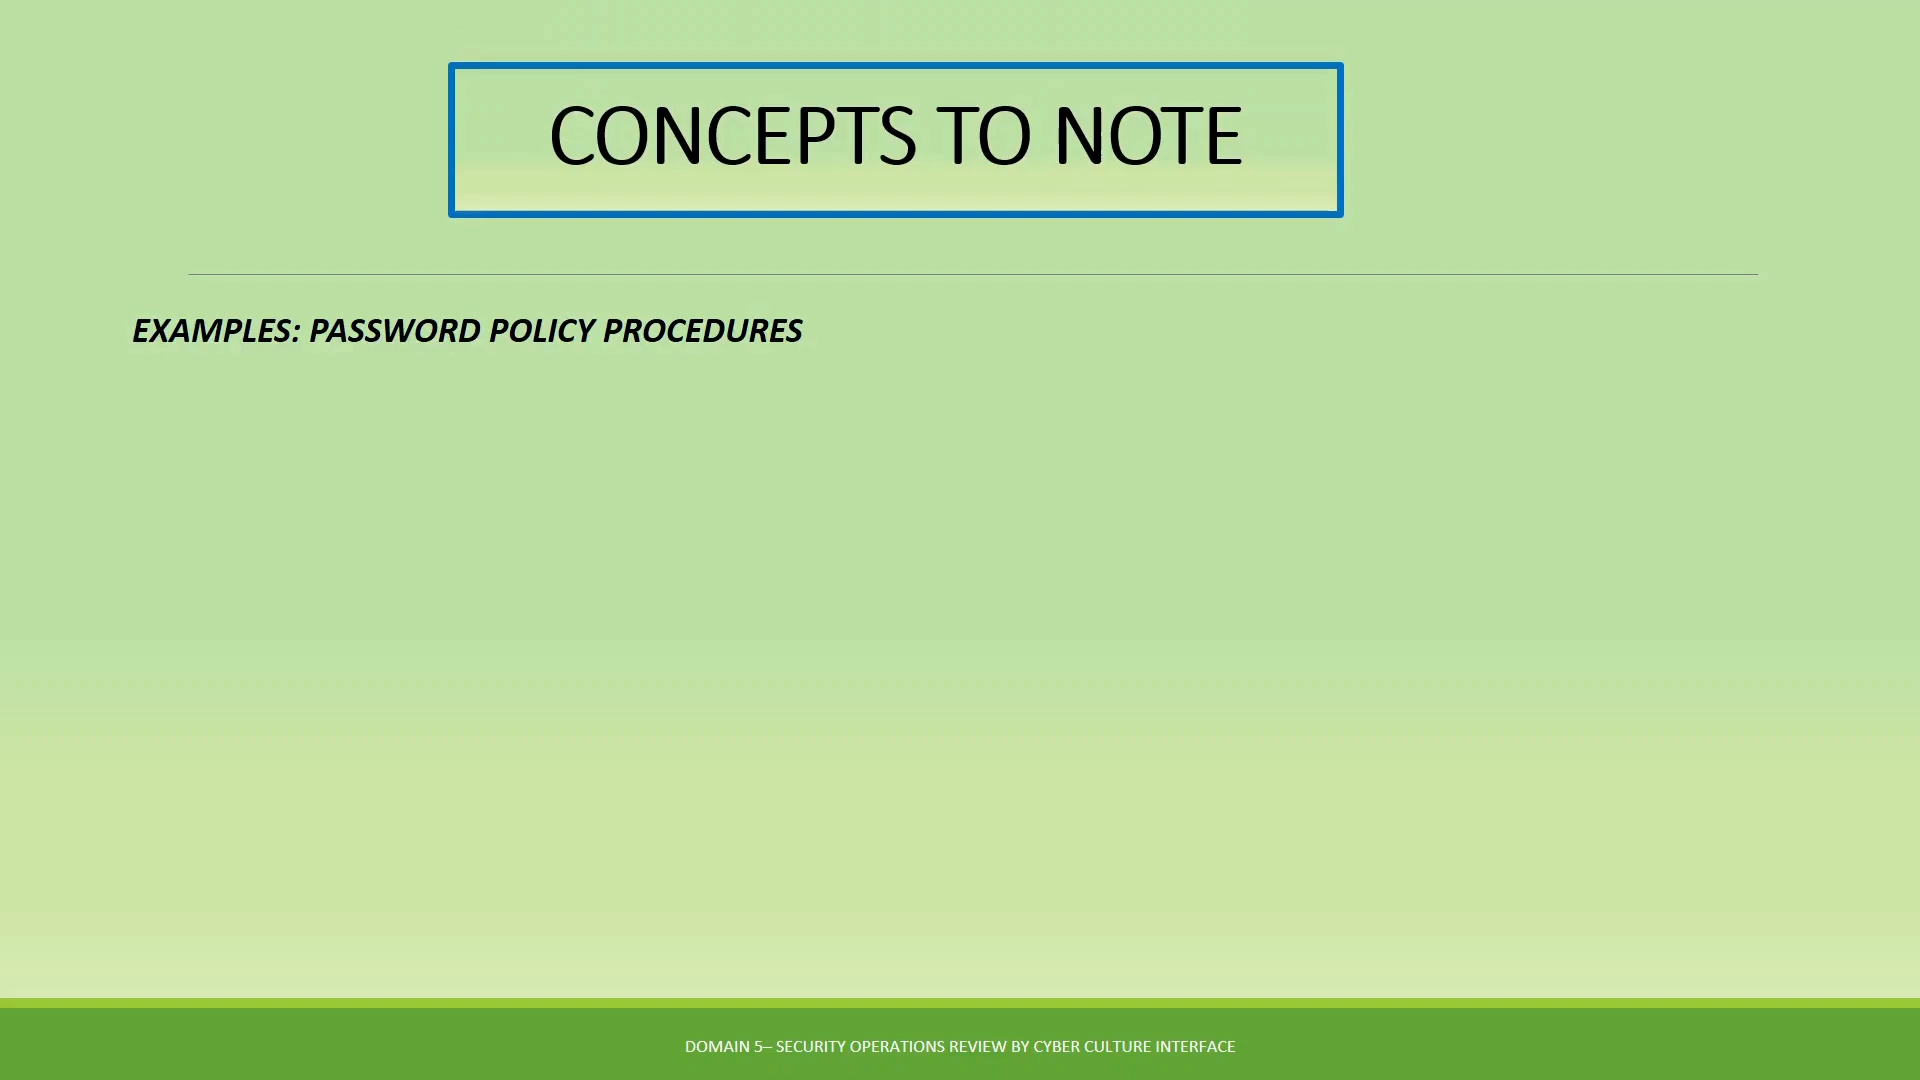 CONCEPTS TO NOTE
EXAMPLES: PASSWORD POLICY PROCEDURES
DOMAIN 5– SECURITY OPERATIONS REVIEW BY CYBER CULTURE INTERFACE